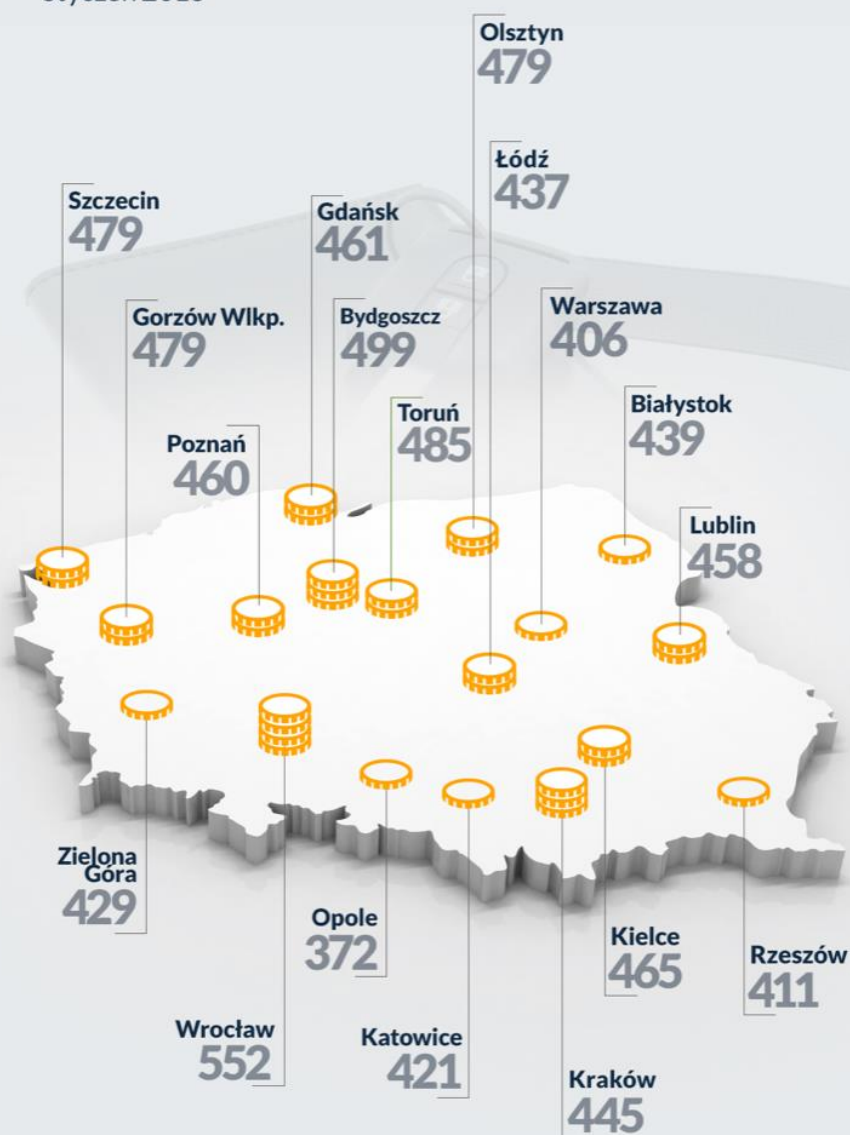 Olsztyn
479
Łódź
437
Szczecin
479
Gdańsk
461
Gorzów Wlkp.
479
Bydgoszcz
499
Warszawa
406
Toruń
485
Białystok
439
Poznań
460
Lublin
458
Zielona
Góra
429
Opole
372
Kielce
465
Rzeszów
411
Wrocław
552
Katowice
421
Kraków
445